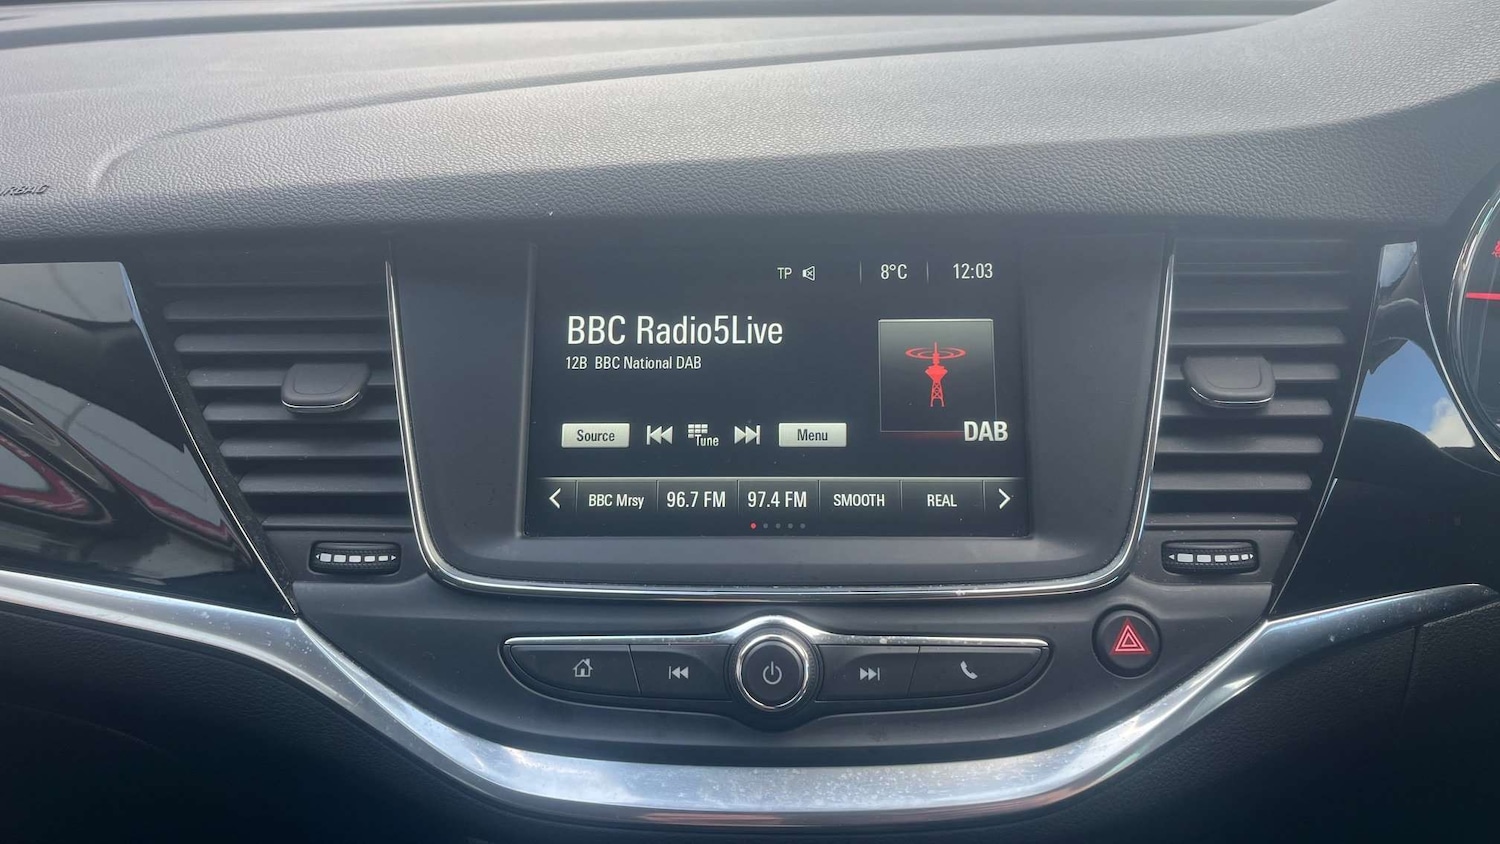 AIRBAG
TP 8°C 12:03
BBC Radio5Live
12B BBC National DAB
Source Tune Menu
DAB
BBC Mrsy 96.7 FM 97.4 FM SMOOTH REAL